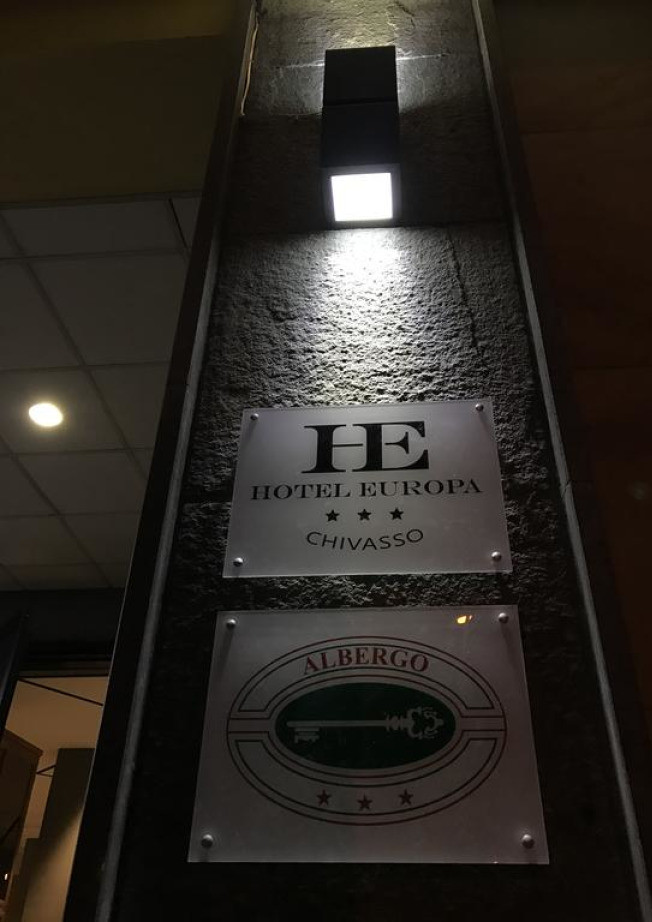 HE
HOTEL EUROPA
★ ★ ★
CHIVASSO
ALBERGO
★ ★ ★